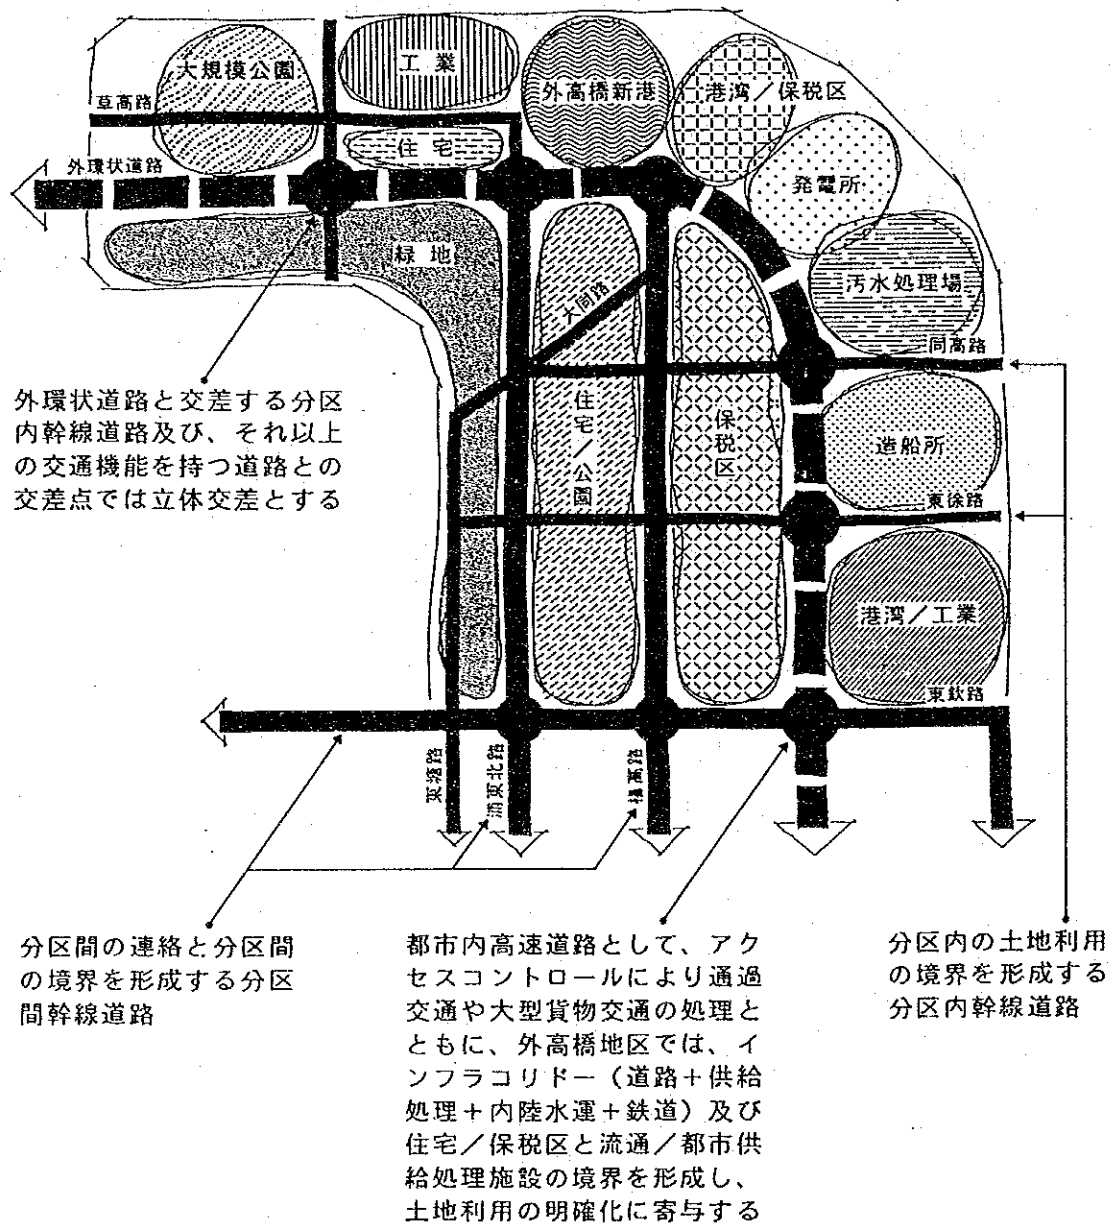 大規模公園
工業
外高橋新港
港湾／保税区
草高路
住宅
外環状道路
発電所
緑地
汚水処理場
大同路
同高路
外環状道路と交差する分区
内幹線道路及び、それ以上
の交通機能を持つ道路との
交差点では立体交差とする
住宅／公園
保税区
造船所
東徐路
港湾／工業
東欽路
東塘路
浦東北路
楊高路
分区間の連絡と分区間
の境界を形成する分区
間幹線道路
都市内高速道路として、アク
セスコントロールにより通過
交通や大型貨物交通の処理と
ともに、外高橋地区では、イ
ンフラコリドー（道路＋供給
処理＋内陸水運＋鉄道）及び
住宅／保税区と流通／都市供
給処理施設の境界を形成し、
土地利用の明確化に寄与する
分区内の土地利用
の境界を形成する
分区内幹線道路